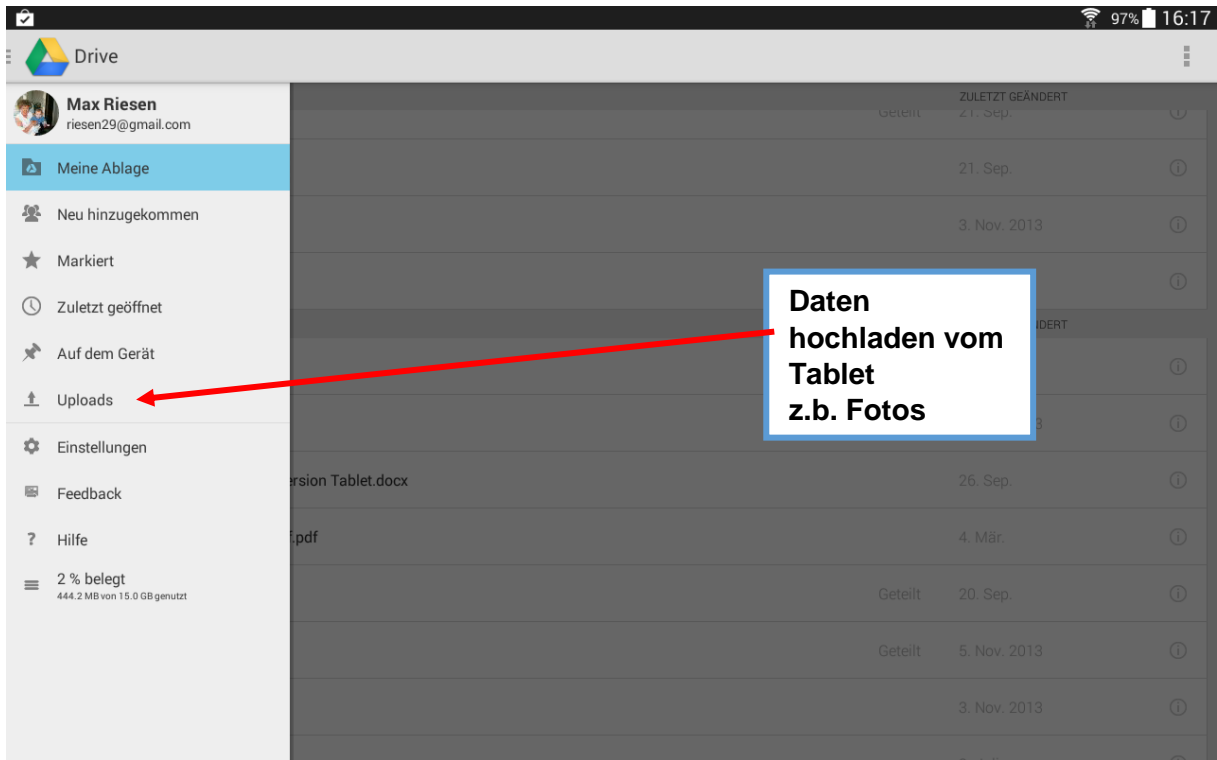 97% 16:17
Drive
Max Riesen
riesen29@gmail.com
Meine Ablage
Neu hinzugekommen
Markiert
Zuletzt geöffnet
Auf dem Gerät
Uploads
Einstellungen
Feedback
? Hilfe
2 % belegt
444.2 MB von 15.0 GB genutzt
ZULETZT GEÄNDERT
Geteilt 21. Sep.
21. Sep.
3. Nov. 2013
Daten
hochladen vom
Tablet
z.b. Fotos
NDERT
3
ersion Tablet.docx 26. Sep.
f.pdf 4. Mär.
Geteilt 20. Sep.
Geteilt 5. Nov. 2013
3. Nov. 2013